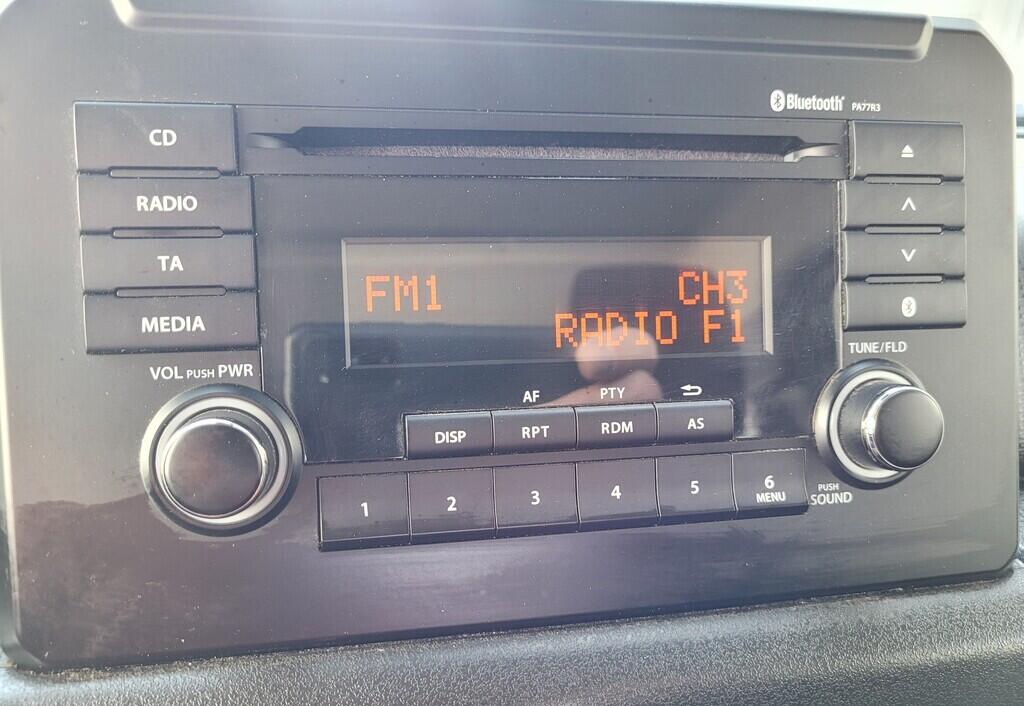 Bluetooth® PA77R3
CD
RADIO
TA
MEDIA
FM1 CH3
RADIO F1
VOL PUSH PWR
TUNE/FLD
AF PTY
DISP RPT RDM AS
1 2 3 4 5 6 MENU
PUSH SOUND